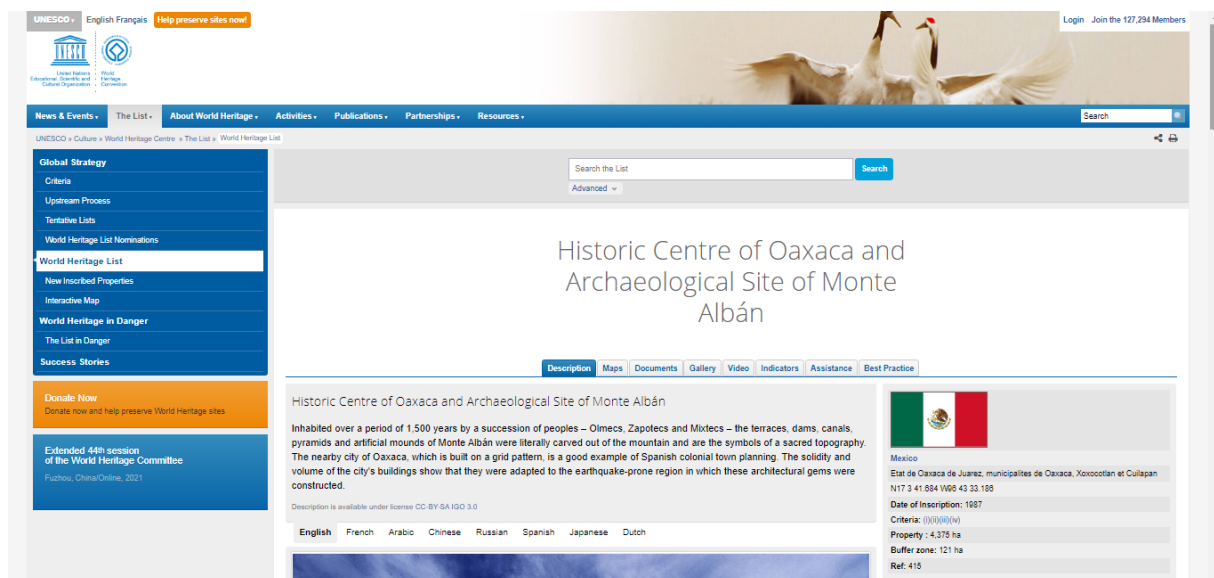 UNESCO English Français Help preserve sites now! Login Join the 127,294 Members
UNESCO
United Nations World
Educational, Scientific and Heritage
Cultural Organization Convention
News & Events The List About World Heritage Activities Publications Partnerships Resources Search
UNESCO » Culture » World Heritage Centre » The List » World Heritage List
Global Strategy
Criteria
Upstream Process
Tentative Lists
World Heritage List Nominations
World Heritage List
New Inscribed Properties
Interactive Map
World Heritage in Danger
The List in Danger
Success Stories
Donate Now
Donate now and help preserve World Heritage sites
Extended 44th session
of the World Heritage Committee
Fuzhou, China/Online, 2021
Search the List Search
Advanced
Historic Centre of Oaxaca and
Archaeological Site of Monte
Albán
Description Maps Documents Gallery Video Indicators Assistance Best Practice
Historic Centre of Oaxaca and Archaeological Site of Monte Albán
Inhabited over a period of 1,500 years by a succession of peoples – Olmecs, Zapotecs and Mixtecs – the terraces, dams, canals,
pyramids and artificial mounds of Monte Albán were literally carved out of the mountain and are the symbols of a sacred topography.
The nearby city of Oaxaca, which is built on a grid pattern, is a good example of Spanish colonial town planning. The solidity and
volume of the city's buildings show that they were adapted to the earthquake-prone region in which these architectural gems were
constructed.
Description is available under license CC-BY-SA IGO 3.0
English French Arabic Chinese Russian Spanish Japanese Dutch
Mexico
Etat de Oaxaca de Juarez, municipalites de Oaxaca, Xoxocotlan et Cuilapan
N17 3 41.684 W96 43 33.186
Date of Inscription: 1987
Criteria: (i)(ii)(iii)(iv)
Property : 4,375 ha
Buffer zone: 121 ha
Ref: 415